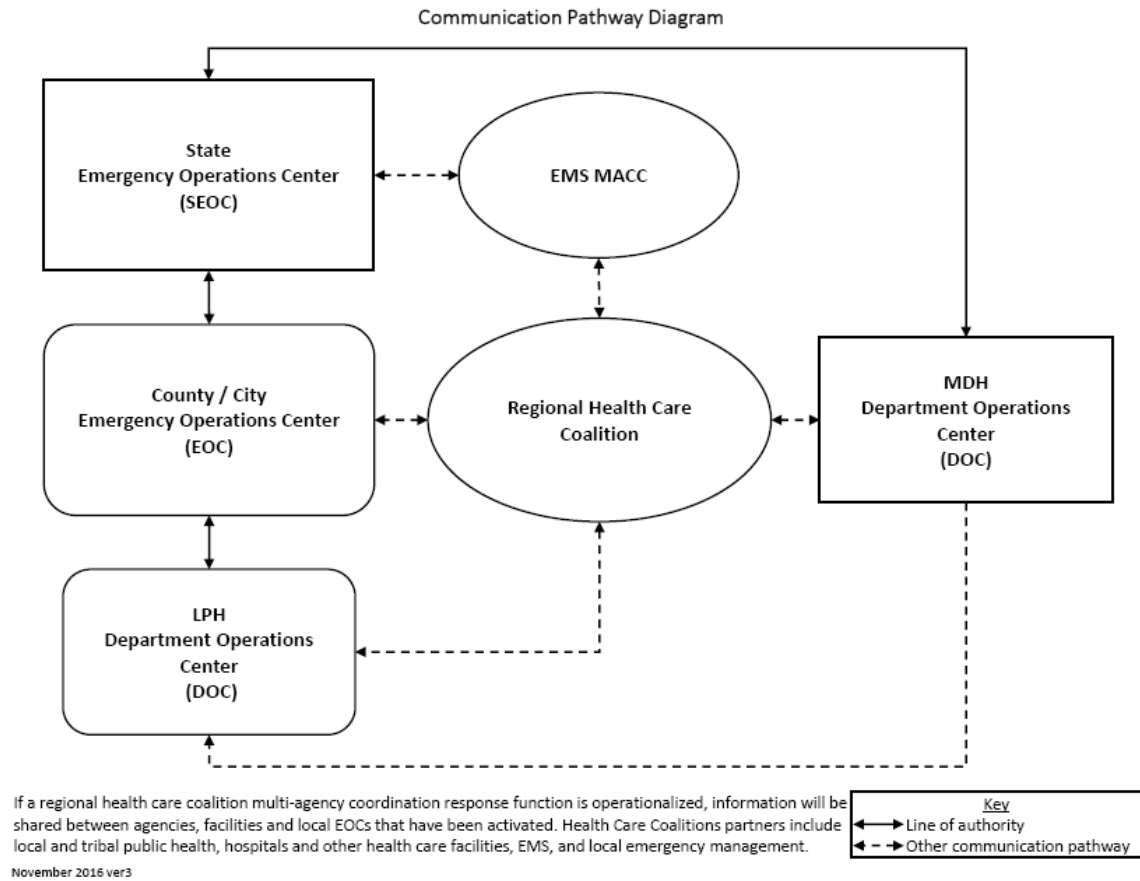 Communication Pathway Diagram
State
Emergency Operations Center
(SEOC)
EMS MACC
County / City
Emergency Operations Center
(EOC)
Regional Health Care
Coalition
MDH
Department Operations
Center
(DOC)
LPH
Department Operations
Center
(DOC)
If a regional health care coalition multi-agency coordination response function is operationalized, information will be
shared between agencies, facilities and local EOCs that have been activated. Health Care Coalitions partners include
local and tribal public health, hospitals and other health care facilities, EMS, and local emergency management.
November 2016 ver3
Key
Line of authority
Other communication pathway